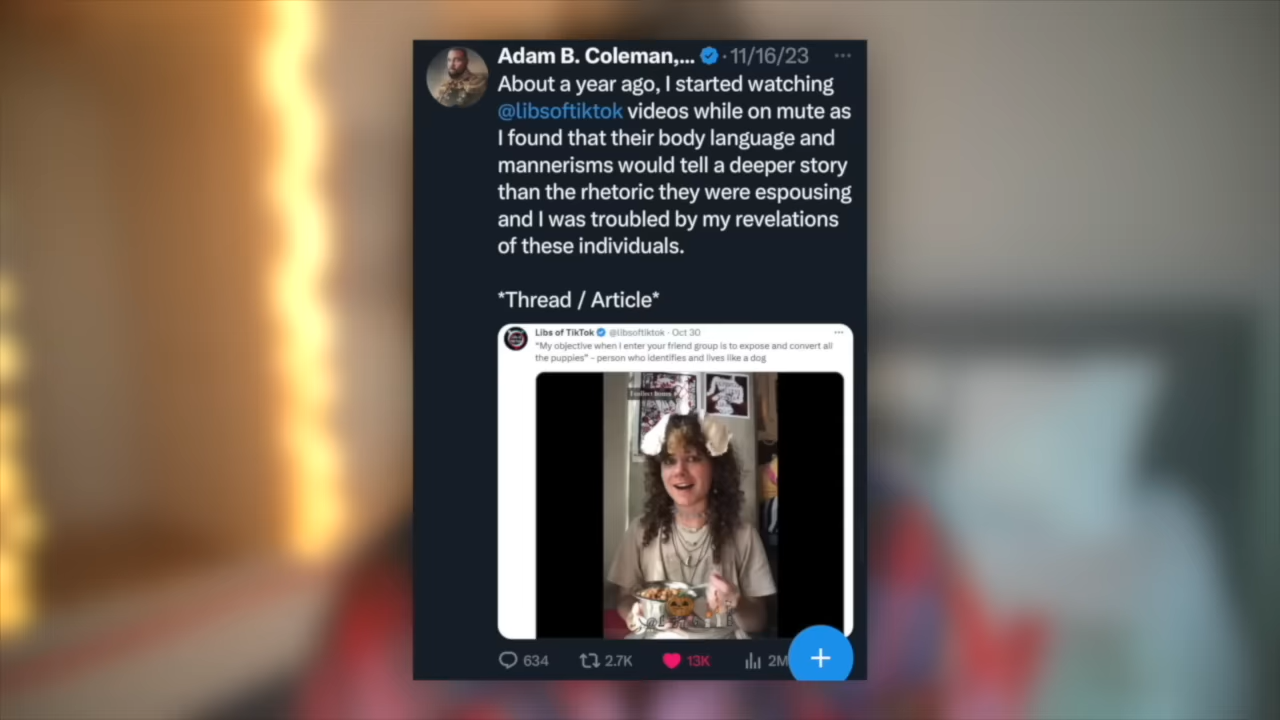 Adam B. Coleman,... · 11/16/23
About a year ago, I started watching
@libsoftiktok videos while on mute as
I found that their body language and
mannerisms would tell a deeper story
than the rhetoric they were espousing
and I was troubled by my revelations
of these individuals.
*Thread / Article*
Libs of TikTok @libsoftiktok · Oct 30
"My objective when I enter your friend group is to expose and convert all
the puppies" – person who identifies and lives like a dog
634 2.7K 13K 2M